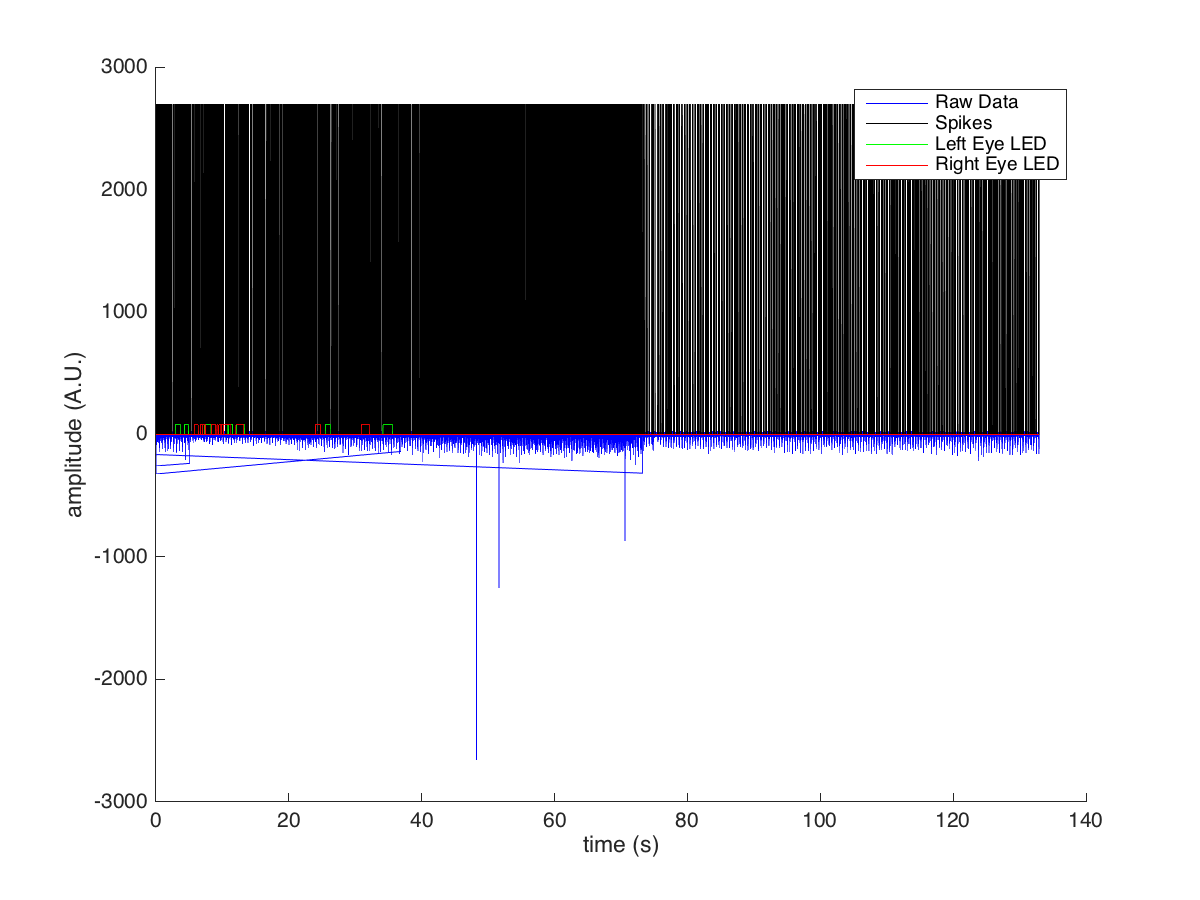 3000
2000
1000
0
-1000
-2000
-3000
amplitude (A.U.)
Raw Data
Spikes
Left Eye LED
Right Eye LED
0 20 40 60 80 100 120 140
time (s)